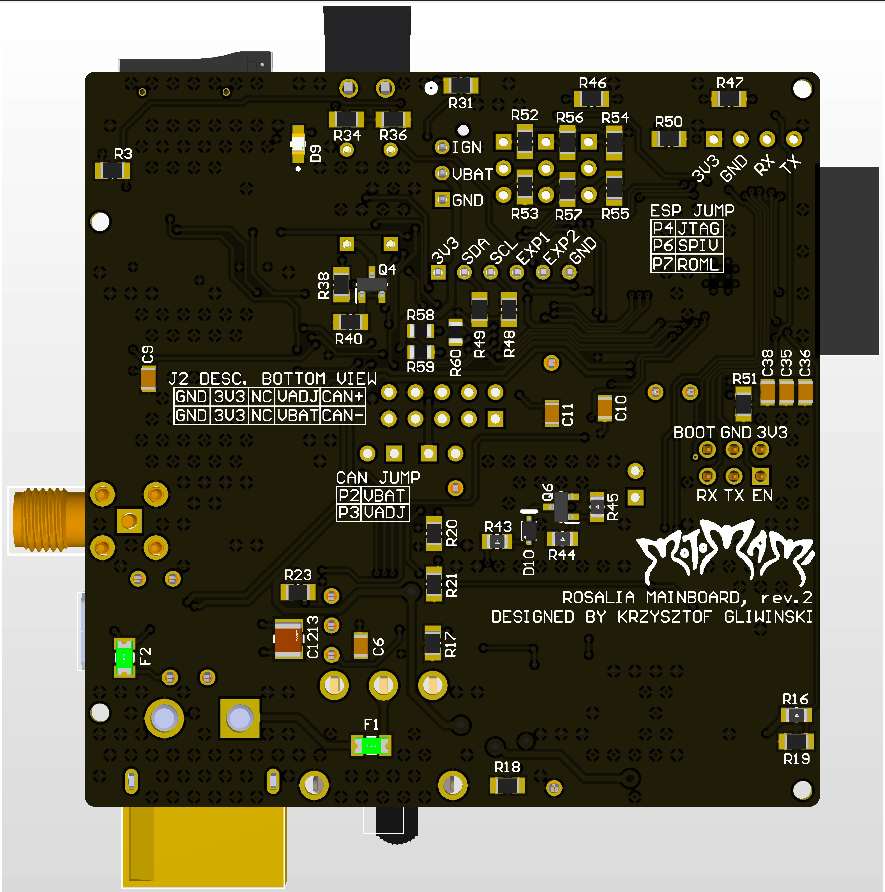 R46
R47
R31
R52
R56
R54
R34
R36
R50
D9
IGN
R3
VBAT
3V3
GND
RX
TX
GND
R53
R57
R55
ESP JUMP
P4 JTAG
P6 SPIV
P7 ROML
3V3
SDA
SCL
EXP1
EXP2
GND
Q4
R38
R40
R58
R59
R60
R49
R48
C9
J2 DESC. BOTTOM VIEW
GND 3V3 NC VADJ CAN+
GND 3V3 NC VBAT CAN-
C11
C10
R51
C38
C35
C36
BOOT GND 3V3
RX TX EN
CAN JUMP
P2 VBAT
P3 VADJ
Q6
R45
R20
R43
D10
R44
MOTOMAMI
R21
R23
ROSALIA MAINBOARD, rev.2
DESIGNED BY KRZYSZTOF GLIWINSKI
C1213
C6
R17
F2
F1
R16
R19
R18